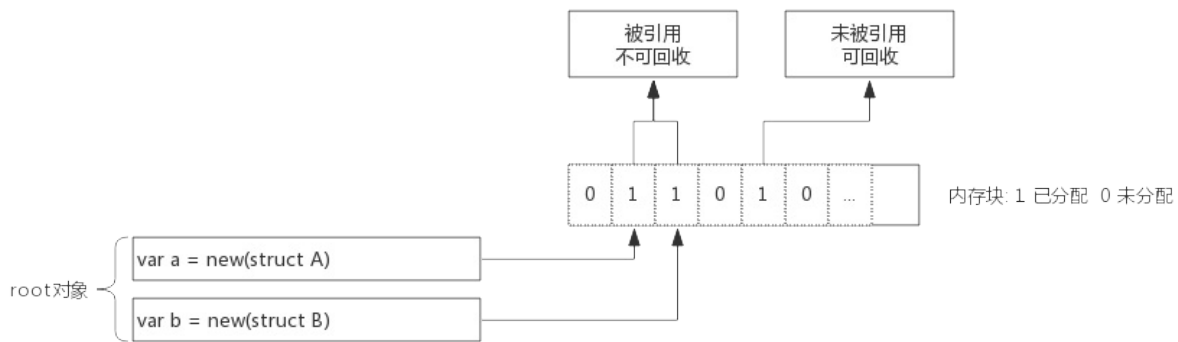 被引用
不可回收
未被引用
可回收
0 1 1 0 1 0 ...
内存块: 1 已分配 0 未分配
var a = new(struct A)
root对象
var b = new(struct B)